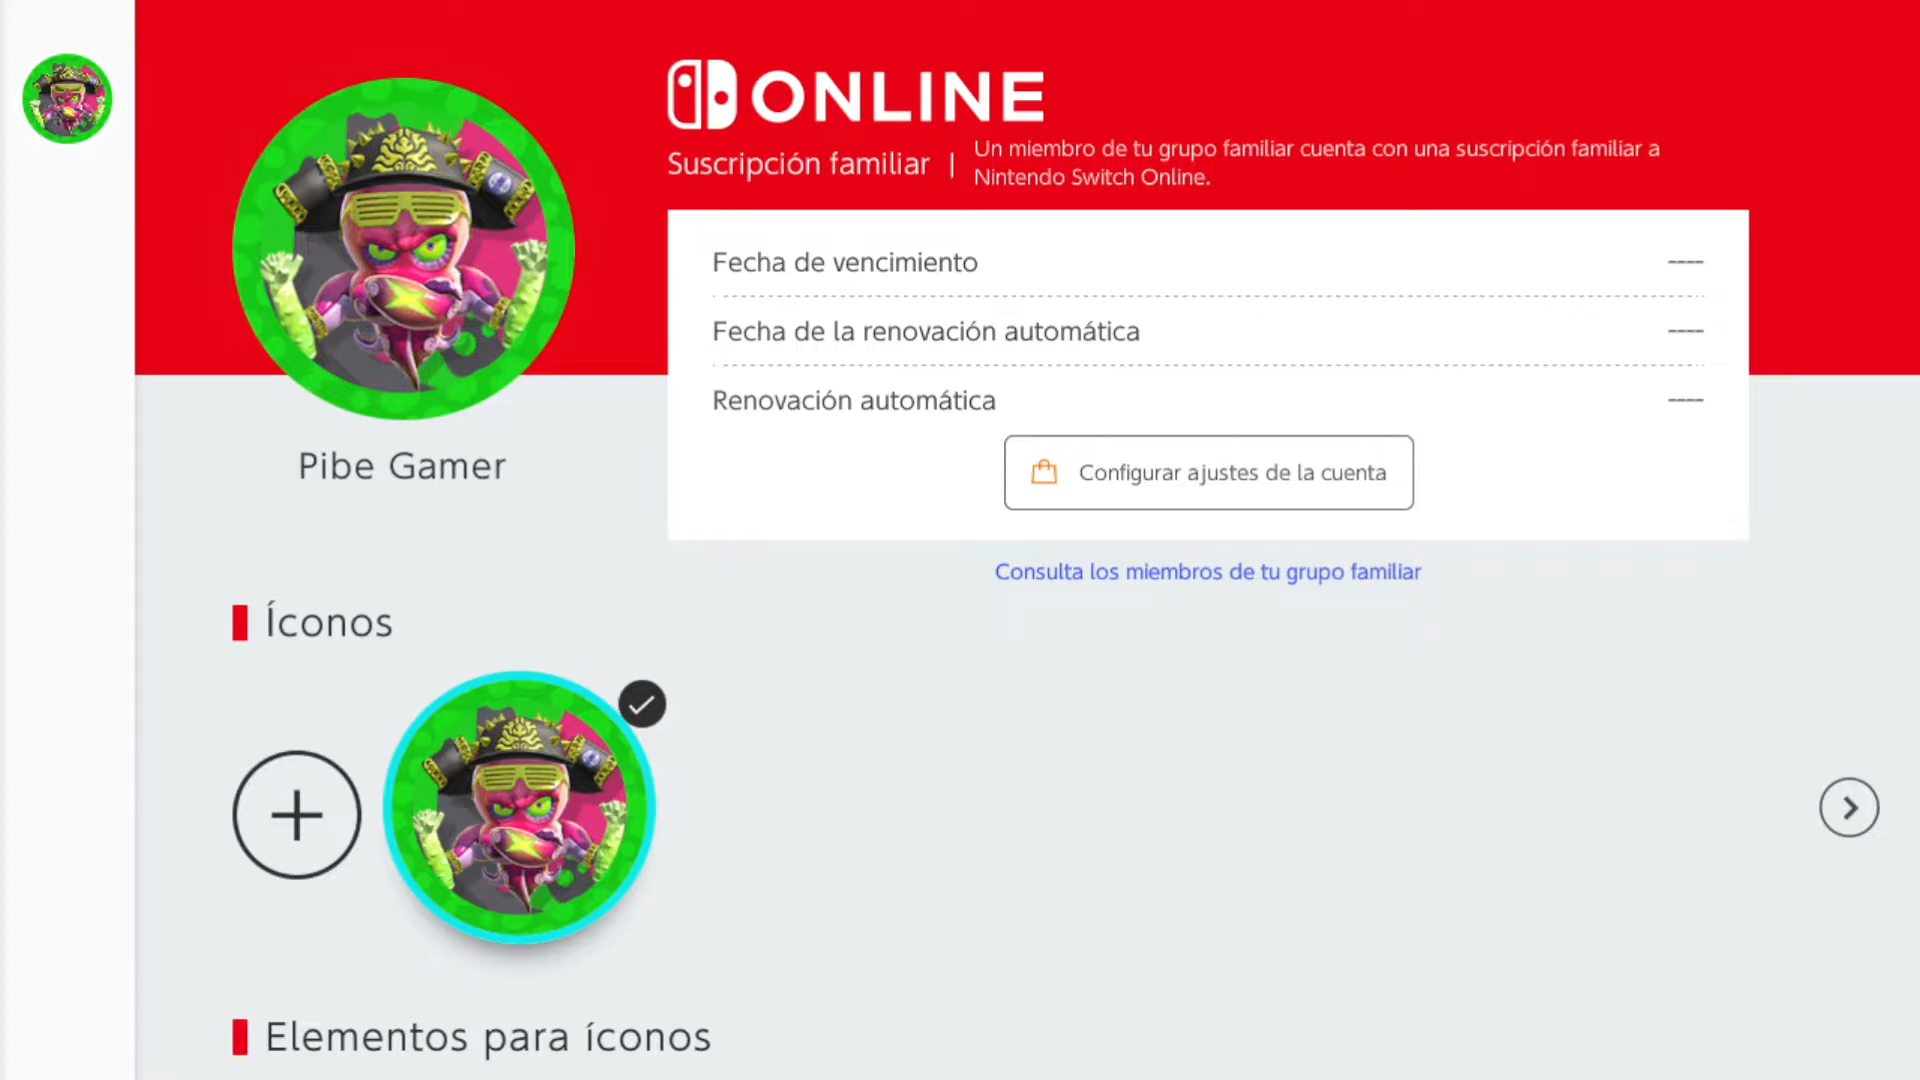 ONLINE
Suscripción familiar | Un miembro de tu grupo familiar cuenta con una suscripción familiar a
Nintendo Switch Online.
Fecha de vencimiento ----
Fecha de la renovación automática ----
Renovación automática ----
Configurar ajustes de la cuenta
Consulta los miembros de tu grupo familiar
Pibe Gamer
Íconos
Elementos para íconos